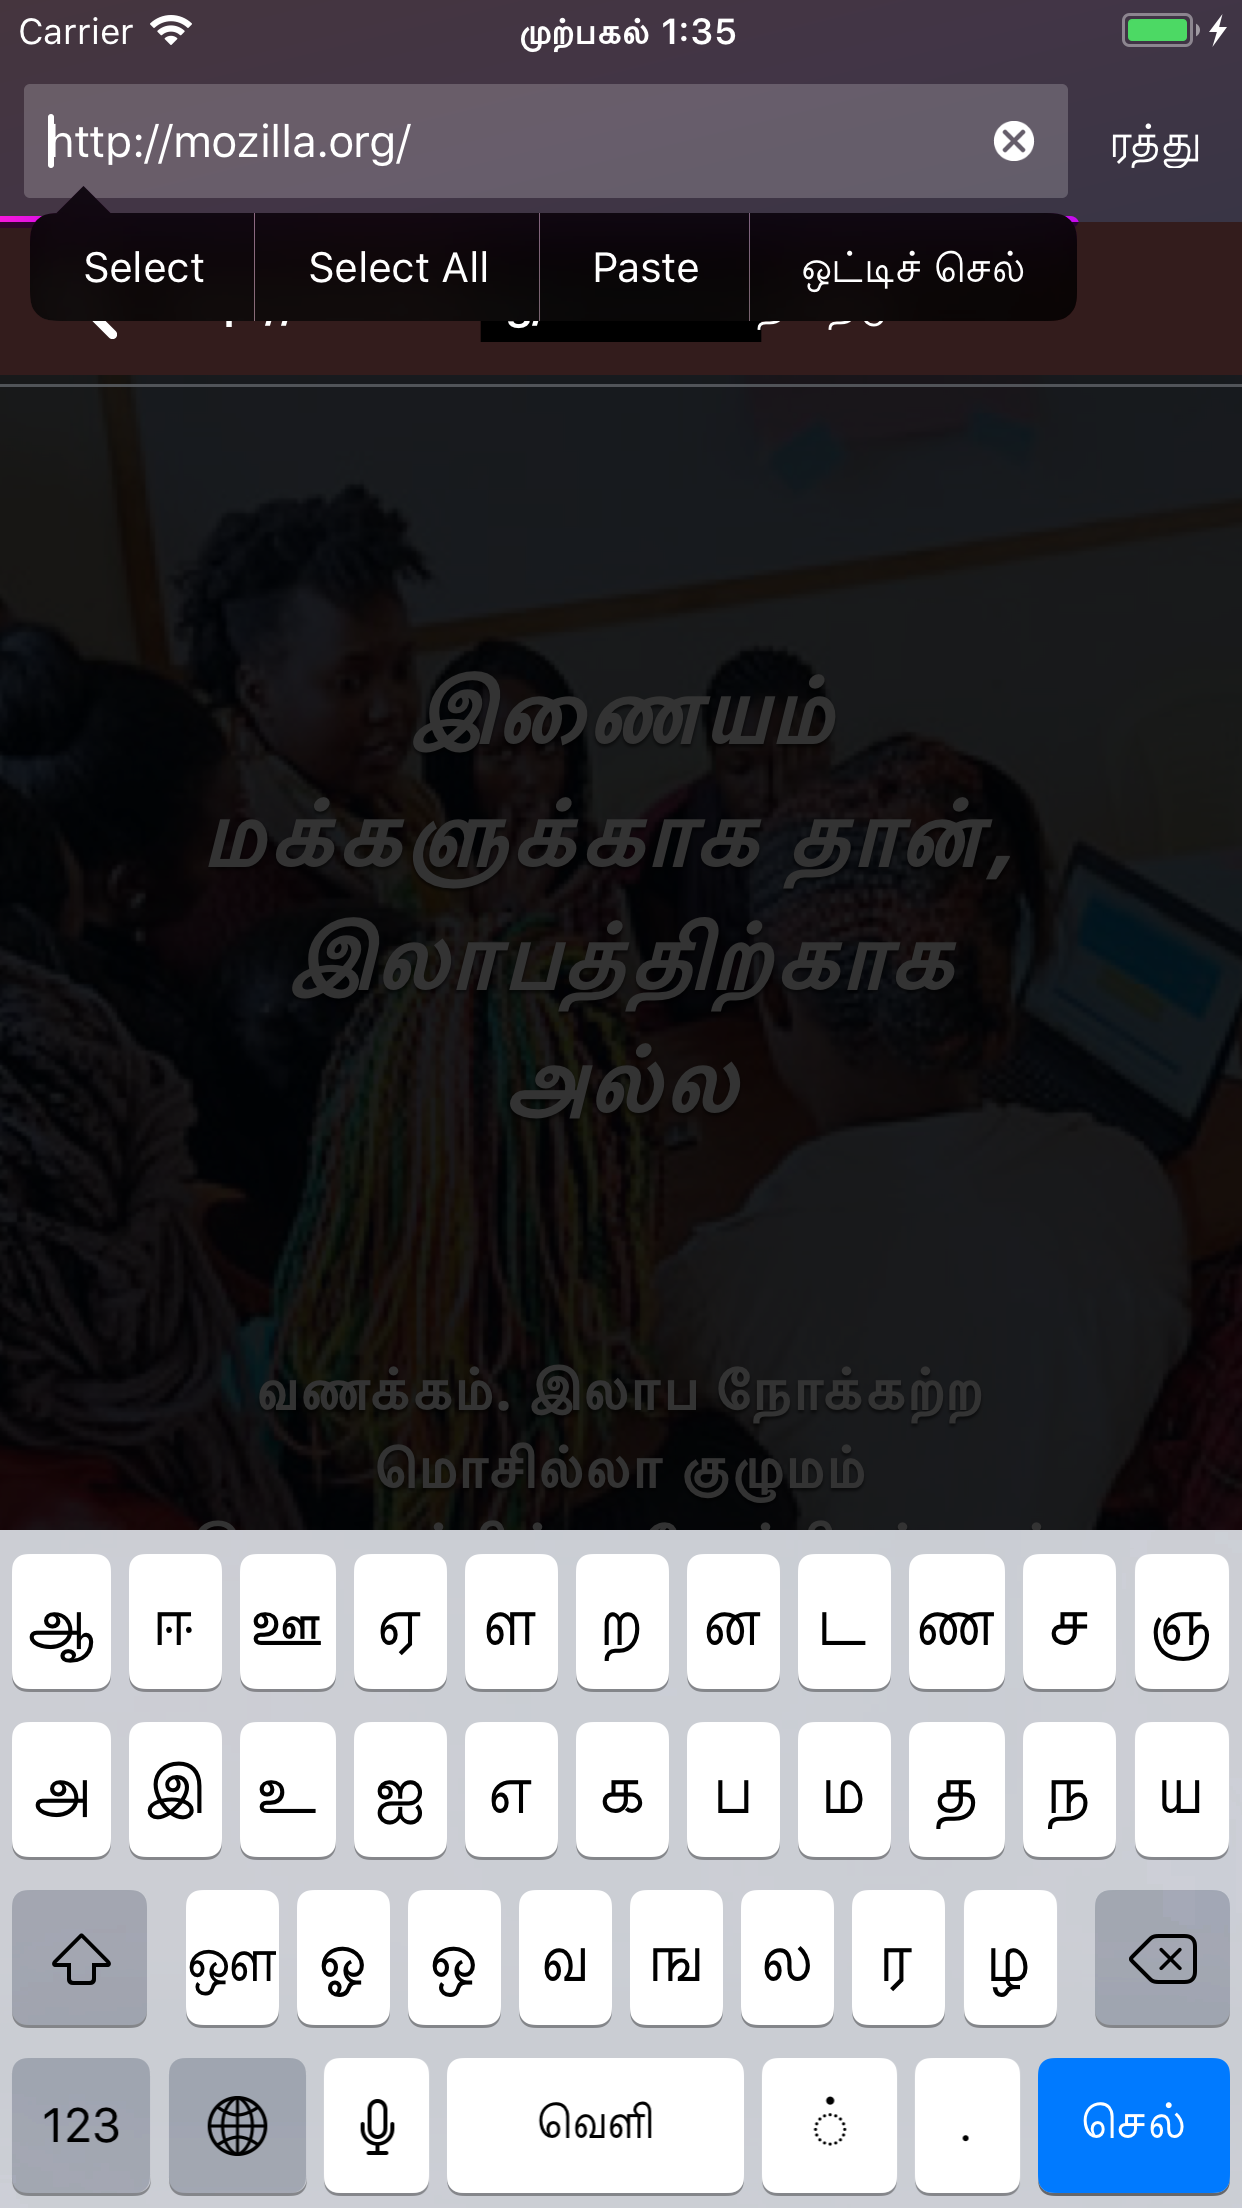 Carrier முற்பகல் 1:35
http://mozilla.org/ ரத்து
Select Select All Paste ஒட்டிச் செல்
இணையம்
மக்களுக்காக தான்,
இலாபத்திற்காக
அல்ல
வணக்கம். இலாப நோக்கற்ற
மொசில்லா குழுமம்
ஆ ஈ ஊ ஏ ள ற ன ட ண ச ஞ
அ இ உ ஐ எ க ப ம த ந ய
ஔ ஓ ஒ வ ங ல ர ழ
123 வெளி ் . செல்